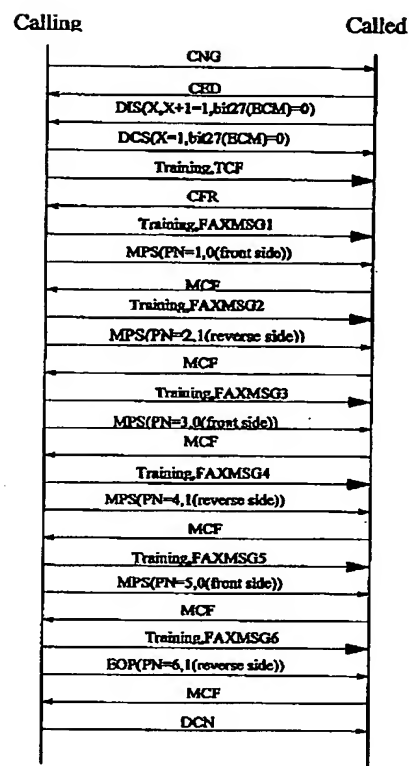 Calling
Called
CNG
CED
DIS(X,X+1=1,bit27(ECM)=0)
DCS(X=1,bit27(ECM)=0)
Training,TCF
CFR
Training,FAXMSG1
MPS(PN=1,0(front side))
MCF
Training,FAXMSG2
MPS(PN=2,1(reverse side))
MCF
Training,FAXMSG3
MPS(PN=3,0(front side))
MCF
Training,FAXMSG4
MPS(PN=4,1(reverse side))
MCF
Training,FAXMSG5
MPS(PN=5,0(front side))
MCF
Training,FAXMSG6
EOP(PN=6,1(reverse side))
MCF
DCN